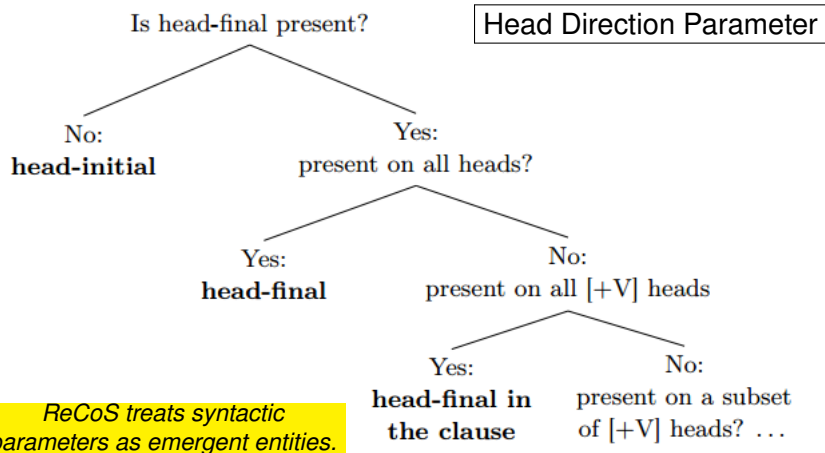 Is head-final present?
Head Direction Parameter
No:
head-initial
Yes:
present on all heads?
Yes:
head-final
No:
present on all [+V] heads
Yes:
head-final in
the clause
No:
present on a subset
of [+V] heads? ...
ReCoS treats syntactic
parameters as emergent entities.